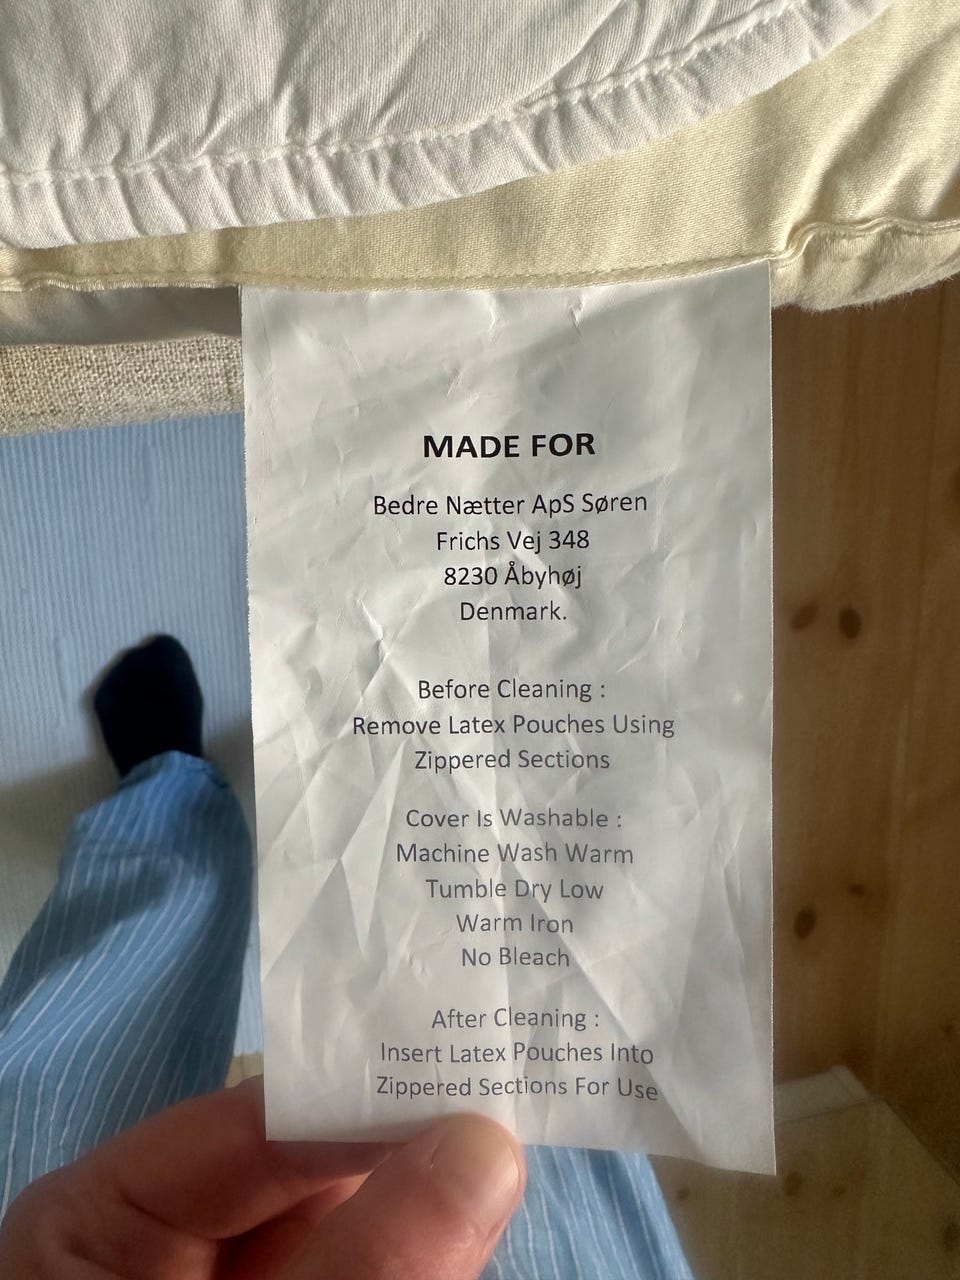 MADE FOR
Bedre Nætter ApS Søren
Frichs Vej 348
8230 Åbyhøj
Denmark.
Before Cleaning :
Remove Latex Pouches Using
Zippered Sections
Cover Is Washable :
Machine Wash Warm
Tumble Dry Low
Warm Iron
No Bleach
After Cleaning :
Insert Latex Pouches Into
Zippered Sections For Use